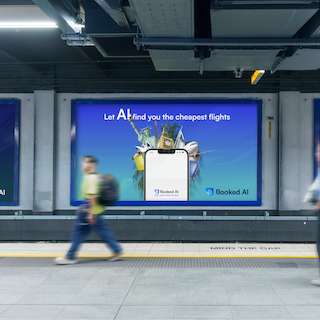 Let AI find you the cheapest flights
Booked AI
Booked AI
AI
MIND THE GAP